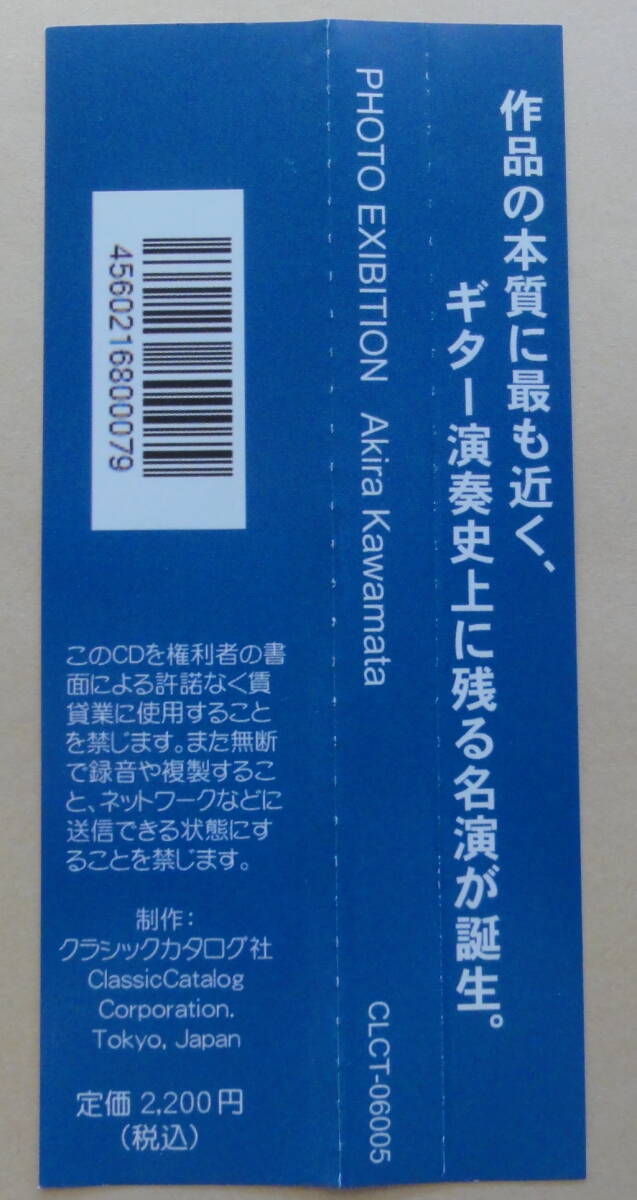 作品の本質に最も近く、
ギター演奏史上に残る名演が誕生。
PHOTO EXIBITION Akira Kawamata
CLCT-06005
4560216800079
このCDを権利者の書
面による許諾なく賃
貸業に使用すること
を禁じます。また無断
で録音や複製するこ
と、ネットワークなどに
送信できる状態にす
ることを禁じます。
制作：
クラシックカタログ社
ClassicCatalog
Corporation.
Tokyo, Japan
定価 2,200円
(税込)